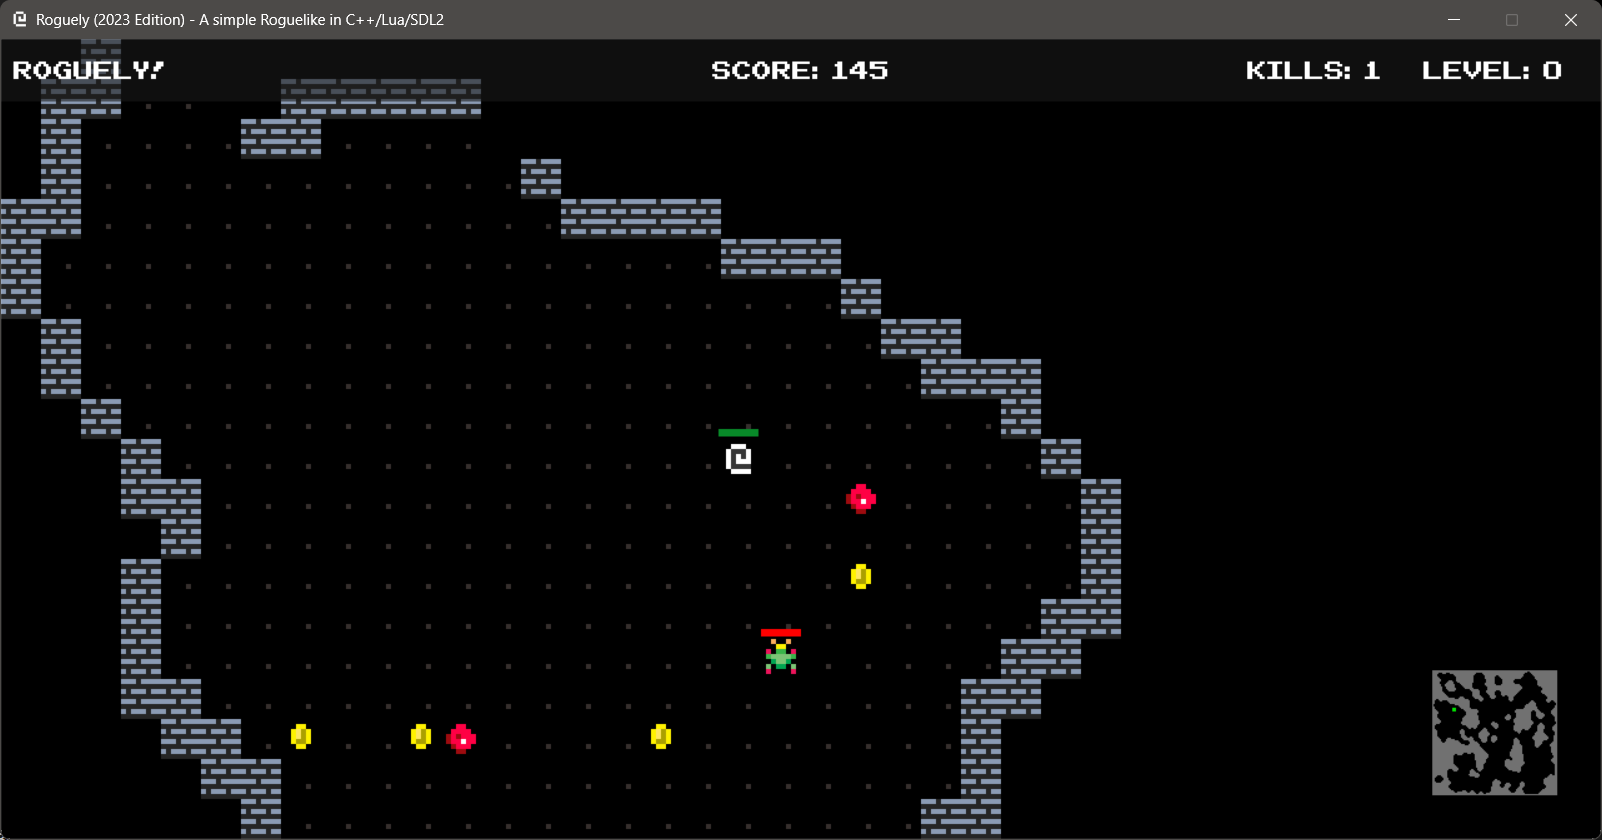 Roguely (2023 Edition) - A simple Roguelike in C++/Lua/SDL2
ROGUELY! SCORE: 145 KILLS: 1 LEVEL: 0